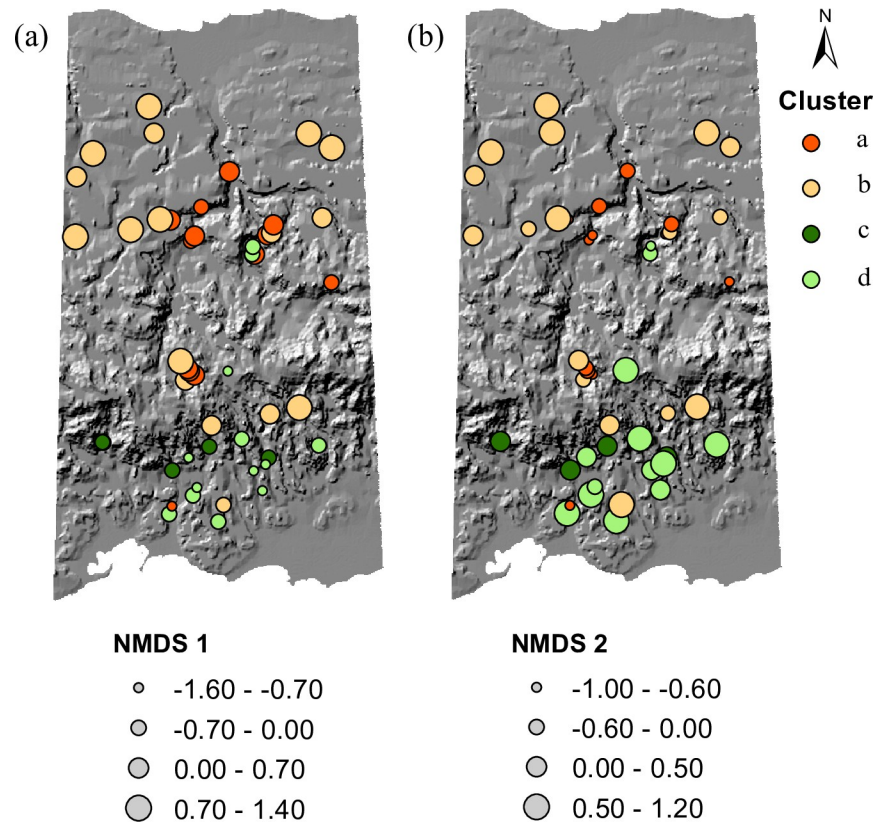 (a)
(b)
N
Cluster
a
b
c
d
NMDS 1
-1.60 - -0.70
-0.70 - 0.00
0.00 - 0.70
0.70 - 1.40
NMDS 2
-1.00 - -0.60
-0.60 - 0.00
0.00 - 0.50
0.50 - 1.20